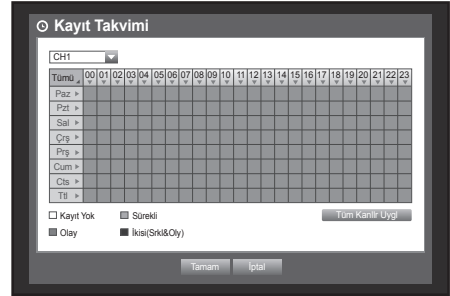 Kayıt Takvimi
CH1
Tümü 00 01 02 03 04 05 06 07 08 09 10 11 12 13 14 15 16 17 18 19 20 21 22 23
Paz
Pzt
Sal
Çrş
Prş
Cum
Cts
Ttl
Kayıt Yok Sürekli Tüm Kanllr Uygl
Olay İkisi(Srkl&Oly)
Tamam İptal